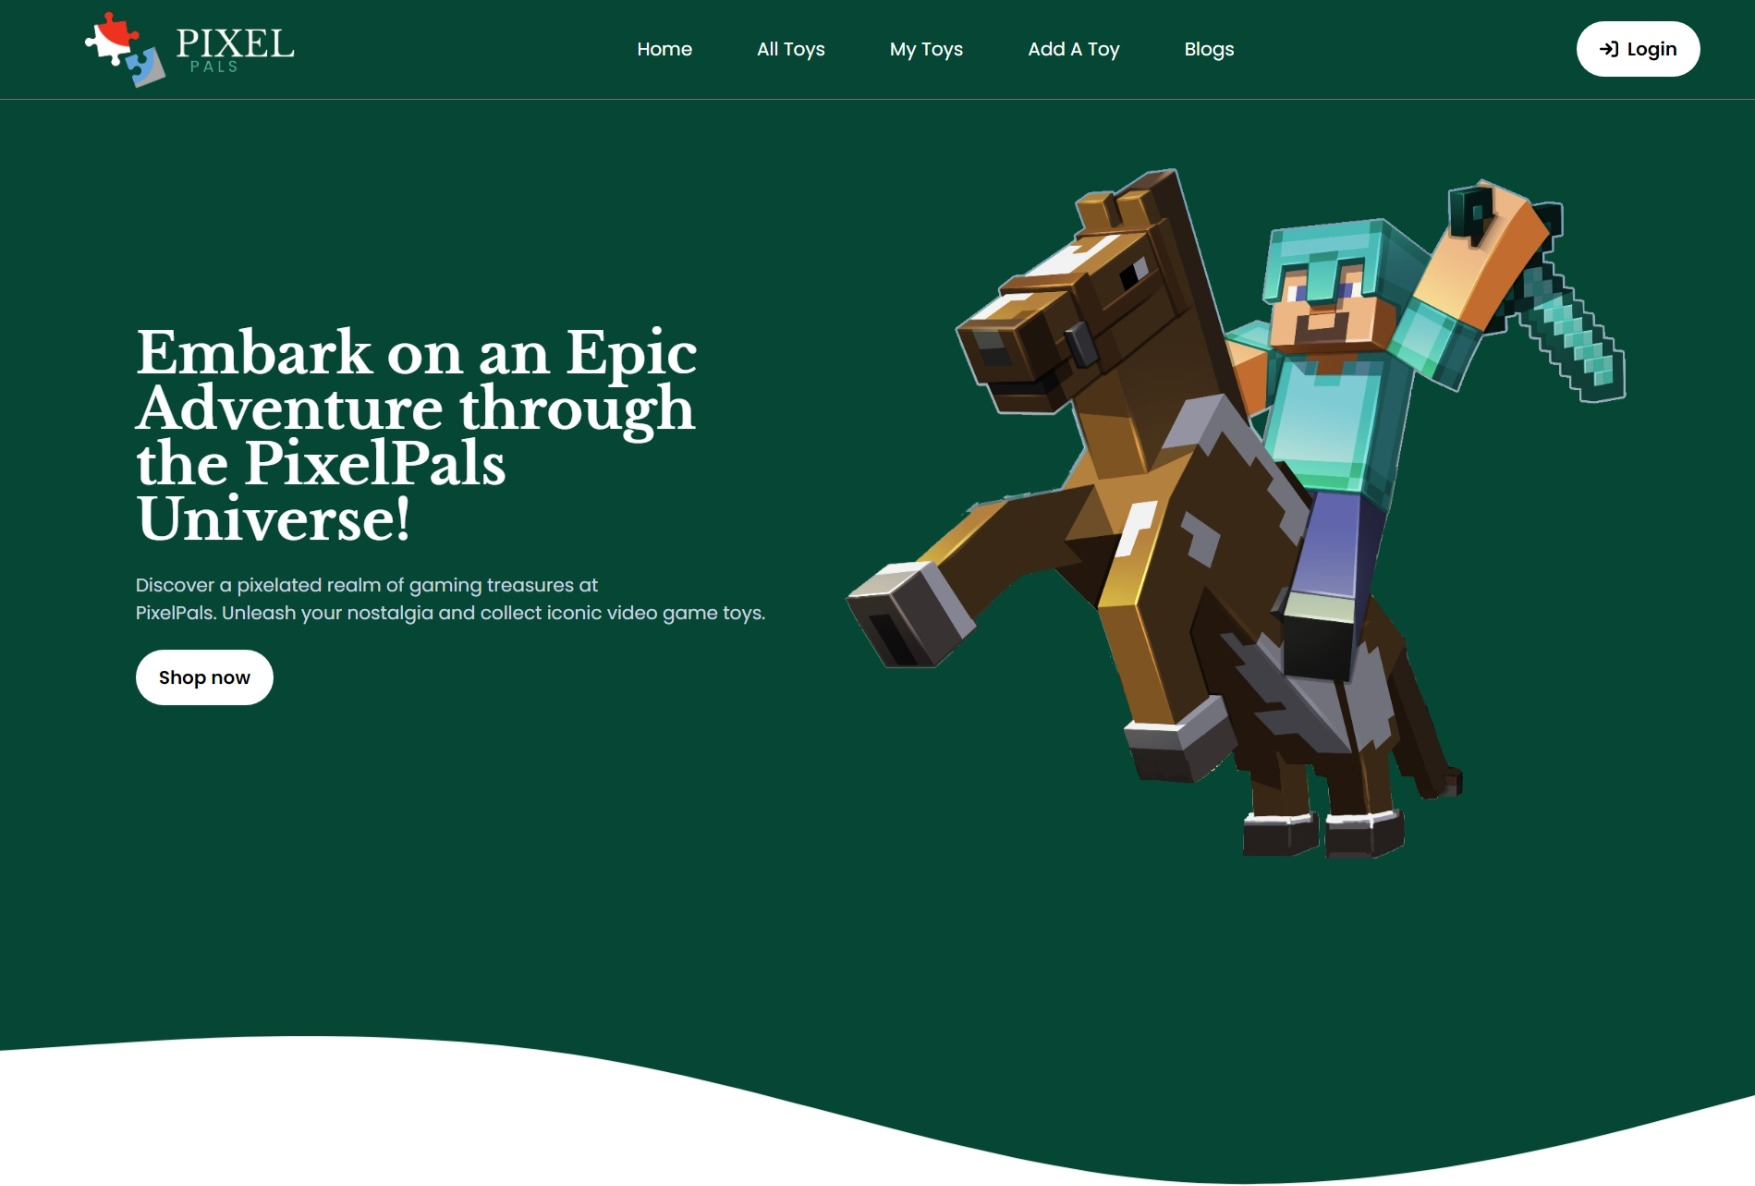 PIXEL
PALS
Home
All Toys
My Toys
Add A Toy
Blogs
Login
Embark on an Epic
Adventure through
the PixelPals
Universe!
Discover a pixelated realm of gaming treasures at
PixelPals. Unleash your nostalgia and collect iconic video game toys.
Shop now